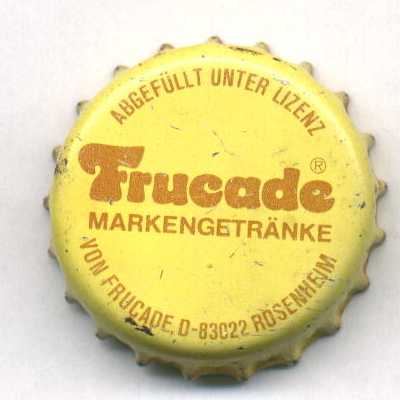 ABGEFÜLLT UNTER LIZENZ
Frucade®
MARKENGETRÄNKE
VON FRUCADE, D-83022 ROSENHEIM